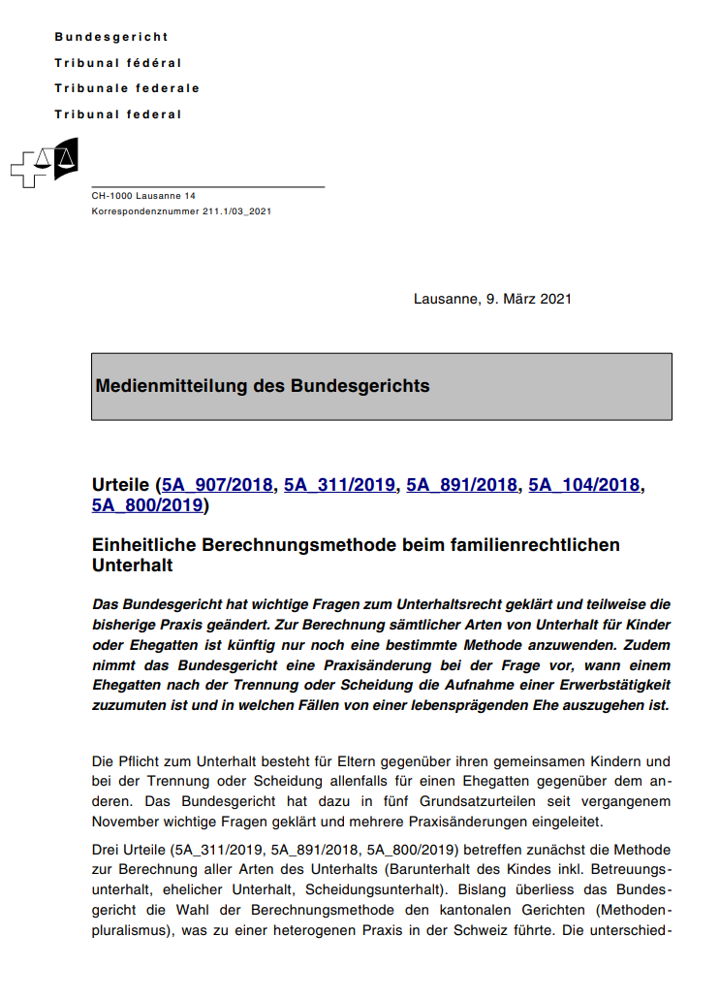 Bundesgericht
Tribunal fédéral
Tribunale federale
Tribunal federal
CH-1000 Lausanne 14
Korrespondenznummer 211.1/03_2021
Lausanne, 9. März 2021
Medienmitteilung des Bundesgerichts
Urteile (5A_907/2018, 5A_311/2019, 5A_891/2018, 5A_104/2018,
5A_800/2019)
Einheitliche Berechnungsmethode beim familienrechtlichen
Unterhalt
Das Bundesgericht hat wichtige Fragen zum Unterhaltsrecht geklärt und teilweise die
bisherige Praxis geändert. Zur Berechnung sämtlicher Arten von Unterhalt für Kinder
oder Ehegatten ist künftig nur noch eine bestimmte Methode anzuwenden. Zudem
nimmt das Bundesgericht eine Praxisänderung bei der Frage vor, wann einem
Ehegatten nach der Trennung oder Scheidung die Aufnahme einer Erwerbstätigkeit
zuzumuten ist und in welchen Fällen von einer lebensprägenden Ehe auszugehen ist.
Die Pflicht zum Unterhalt besteht für Eltern gegenüber ihren gemeinsamen Kindern und
bei der Trennung oder Scheidung allenfalls für einen Ehegatten gegenüber dem an-
deren. Das Bundesgericht hat dazu in fünf Grundsatzurteilen seit vergangenem
November wichtige Fragen geklärt und mehrere Praxisänderungen eingeleitet.
Drei Urteile (5A_311/2019, 5A_891/2018, 5A_800/2019) betreffen zunächst die Methode
zur Berechnung aller Arten des Unterhalts (Barunterhalt des Kindes inkl. Betreuungs-
unterhalt, ehelicher Unterhalt, Scheidungsunterhalt). Bislang überliess das Bundes-
gericht die Wahl der Berechnungsmethode den kantonalen Gerichten (Methoden-
pluralismus), was zu einer heterogenen Praxis in der Schweiz führte. Die unterschied-